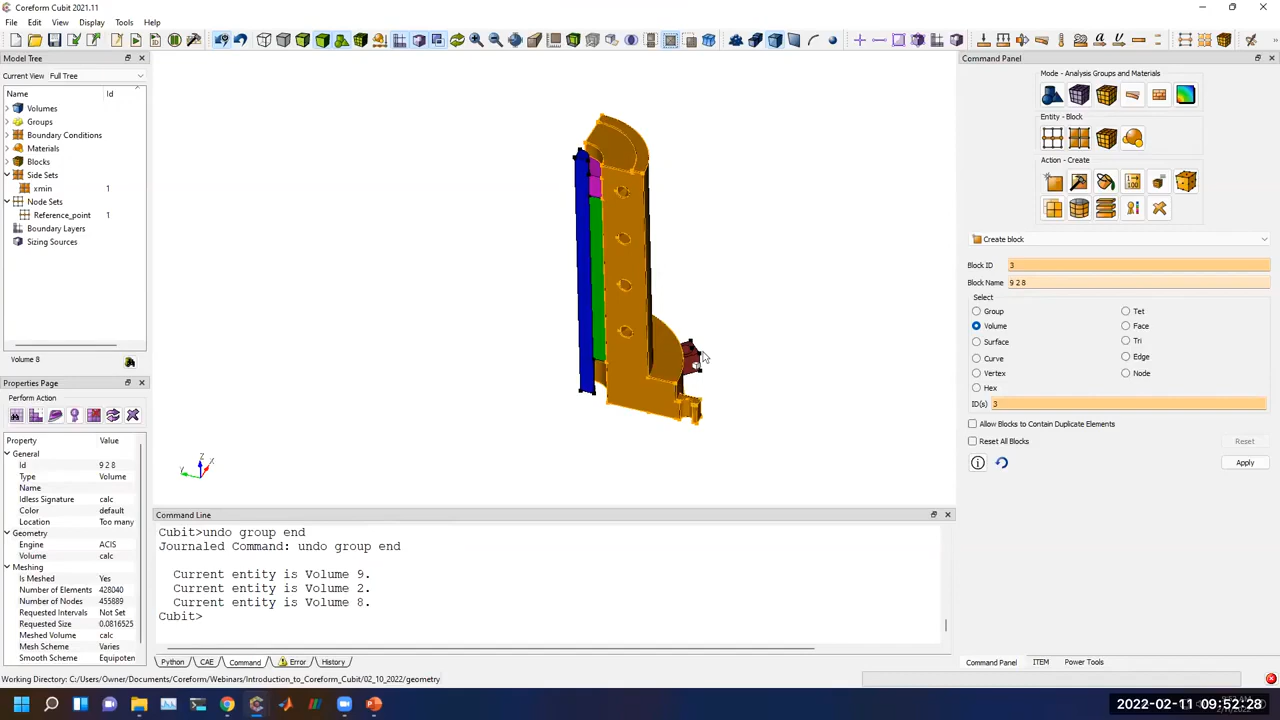 Coreform Cubit 2021.11
File Edit View Display Tools Help
Model Tree
Current View Full Tree
Name Id
Volumes
Groups
Boundary Conditions
Materials
Blocks
Side Sets
xmin 1
Node Sets
Reference_point 1
Boundary Layers
Sizing Sources
Volume 8
Properties Page
Perform Action
Property Value
General
Id 9 2 8
Type Volume
Name
Idless Signature calc
Color default
Location Too many
Geometry
Engine ACIS
Volume calc
Meshing
Is Meshed Yes
Number of Elements 428040
Number of Nodes 455889
Requested Intervals Not Set
Requested Size 0.0816525
Meshed Volume calc
Mesh Scheme Varies
Smooth Scheme Equipoten
Z
Y X
Command Line
Cubit>undo group end
Journaled Command: undo group end
Current entity is Volume 9.
Current entity is Volume 2.
Current entity is Volume 8.
Cubit>
Python CAE Command Error History
Command Panel
Mode - Analysis Groups and Materials
Entity - Block
Action - Create
Create block
Block ID 3
Block Name 9 2 8
Select
Group Tet
Volume Face
Surface Tri
Curve Edge
Vertex Node
Hex
ID(s) 3
Allow Blocks to Contain Duplicate Elements
Reset All Blocks Reset
Apply
Command Panel ITEM Power Tools
Working Directory: C:/Users/Owner/Documents/Coreform/Webinars/Introduction_to_Coreform_Cubit/02_10_2022/geometry
2022-02-11 09:52:28